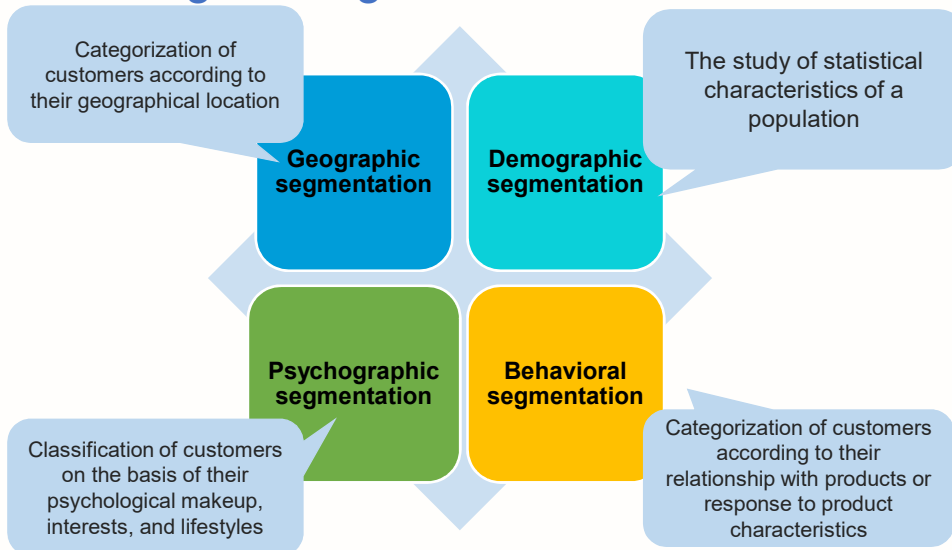 Categorization of
customers according to
their geographical location
The study of statistical
characteristics of a
population
Geographic
segmentation
Demographic
segmentation
Psychographic
segmentation
Behavioral
segmentation
Classification of customers
on the basis of their
psychological makeup,
interests, and lifestyles
Categorization of customers
according to their
relationship with products or
response to product
characteristics